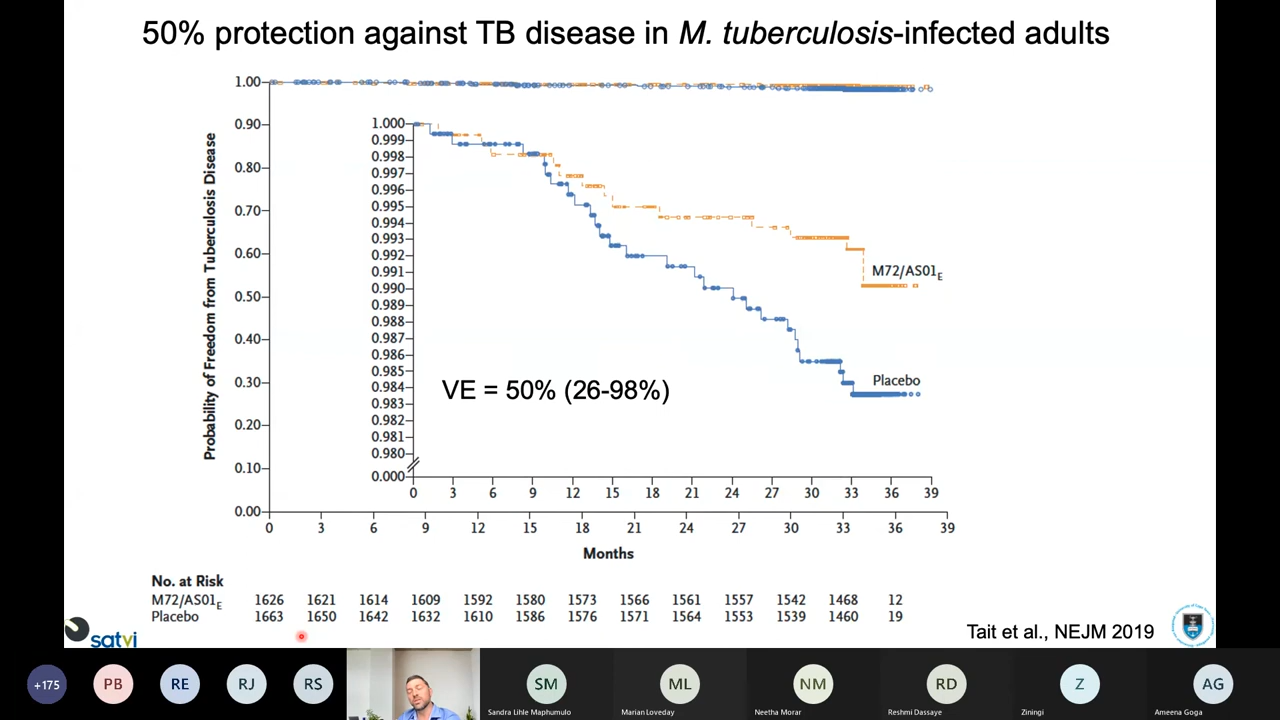 50% protection against TB disease in M. tuberculosis-infected adults
Probability of Freedom from Tuberculosis Disease
1.00
0.90
0.80
0.70
0.60
0.50
0.40
0.30
0.20
0.10
0.00
1.000
0.999
0.998
0.997
0.996
0.995
0.994
0.993
0.992
0.991
0.990
0.989
0.988
0.987
0.986
0.985
0.984
0.983
0.982
0.981
0.980
0.000
M72/AS01E
Placebo
VE = 50% (26-98%)
0 3 6 9 12 15 18 21 24 27 30 33 36 39
0 3 6 9 12 15 18 21 24 27 30 33 36 39
Months
No. at Risk
M72/AS01E 1626 1621 1614 1609 1592 1580 1573 1566 1561 1557 1542 1468 12
Placebo 1663 1650 1642 1632 1610 1586 1576 1571 1564 1553 1539 1460 19
satvi
Tait et al., NEJM 2019
+175 PB RE RJ RS SM ML NM RD Z AG
Sandra Lihle Maphumulo Marian Loveday Neetha Morar Reshmi Dassaye Ziningi Ameena Goga